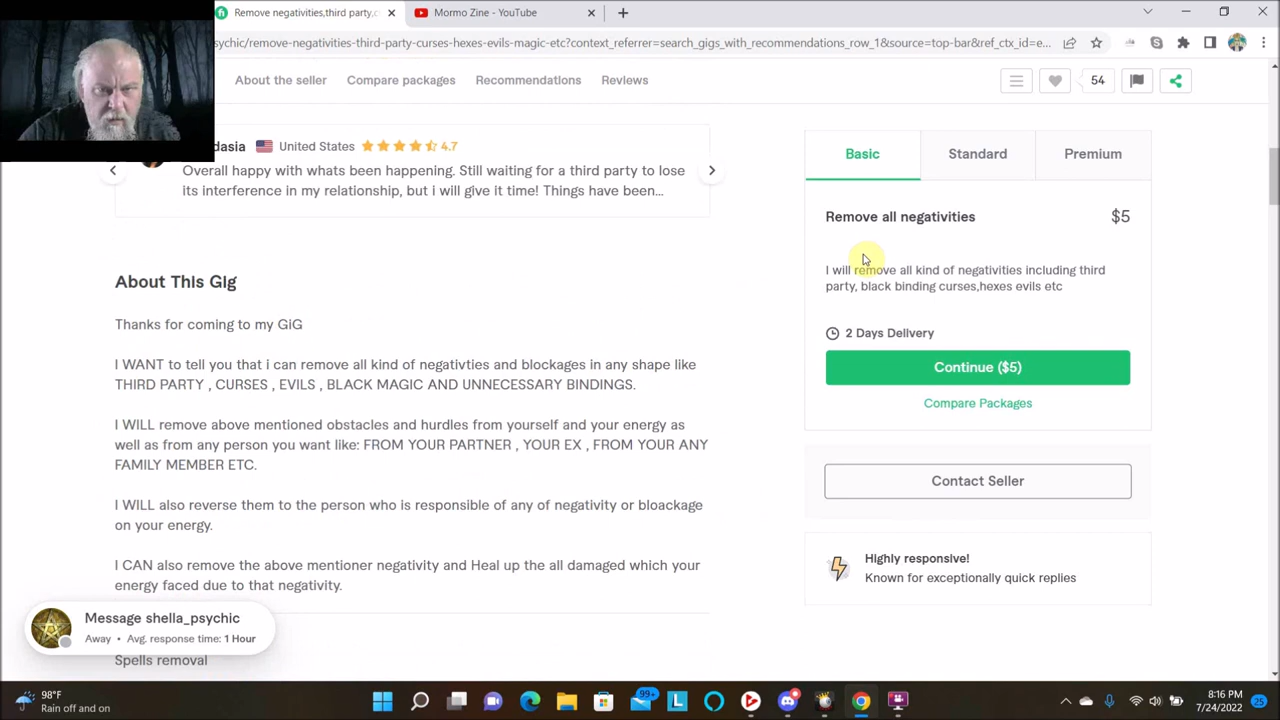 Remove negativities,third party,c
Mormo Zine - YouTube
sychic/remove-negativities-third-party-curses-hexes-evils-magic-etc?context_referrer=search_gigs_with_recommendations_row_1&source=top-bar&ref_ctx_id=e...
About the seller
Compare packages
Recommendations
Reviews
54
dasia
United States
4.7
Overall happy with whats been happening. Still waiting for a third party to lose
its interference in my relationship, but i will give it time! Things have been...
Basic
Standard
Premium
Remove all negativities
$5
I will remove all kind of negativities including third
party, black binding curses,hexes evils etc
2 Days Delivery
Continue ($5)
Compare Packages
Contact Seller
Highly responsive!
Known for exceptionally quick replies
About This Gig
Thanks for coming to my GiG
I WANT to tell you that i can remove all kind of negativties and blockages in any shape like
THIRD PARTY , CURSES , EVILS , BLACK MAGIC AND UNNECESSARY BINDINGS.
I WILL remove above mentioned obstacles and hurdles from yourself and your energy as
well as from any person you want like: FROM YOUR PARTNER , YOUR EX , FROM YOUR ANY
FAMILY MEMBER ETC.
I WILL also reverse them to the person who is responsible of any of negativity or bloackage
on your energy.
I CAN also remove the above mentioner negativity and Heal up the all damaged which your
energy faced due to that negativity.
Message shella_psychic
Away • Avg. response time: 1 Hour
Spells removal
98°F
Rain off and on
99+
L
8:16 PM
7/24/2022
25